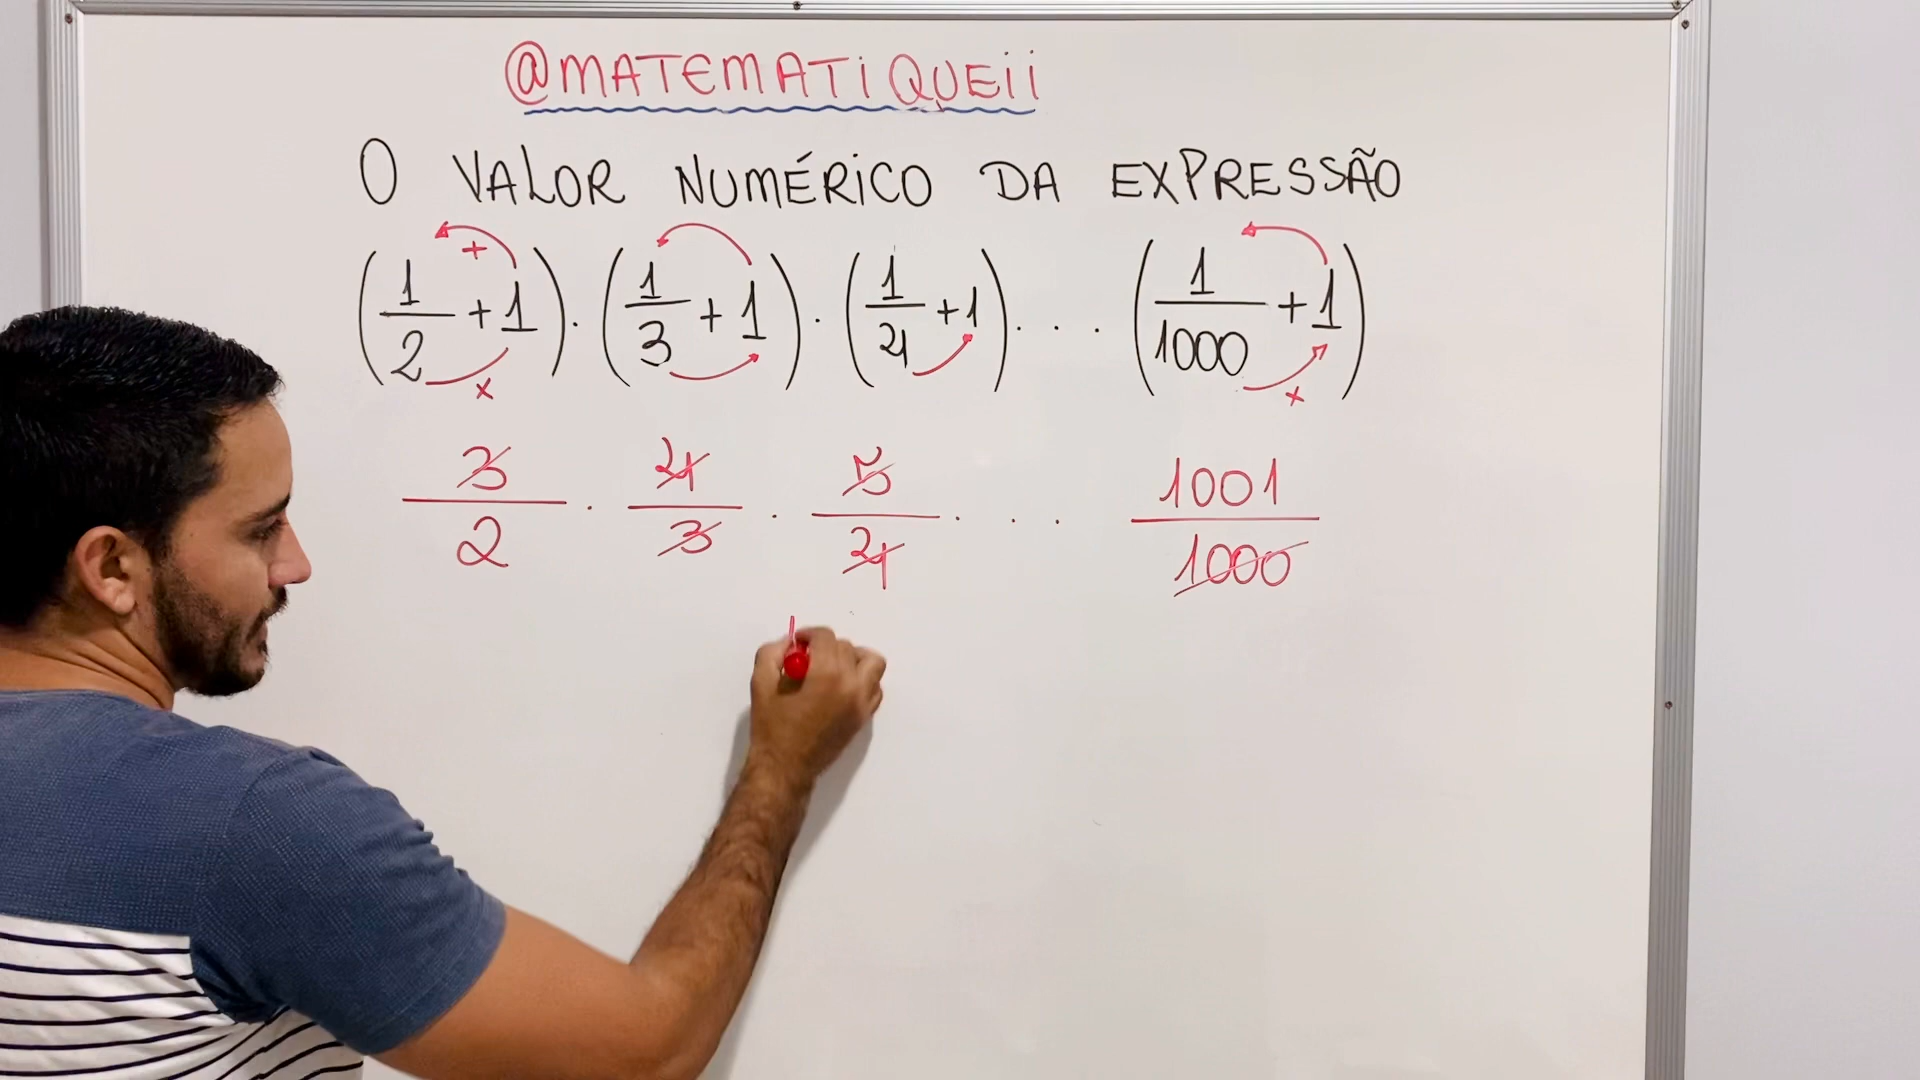 @MATEMATIQUEII
O VALOR NUMÉRICO DA EXPRESSÃO
(1/2 + 1) · (1/3 + 1) · (1/4 + 1) · . . (1/1000 + 1)
+ x x
3/2 · 4/3 · 5/4 · . . 1001/1000